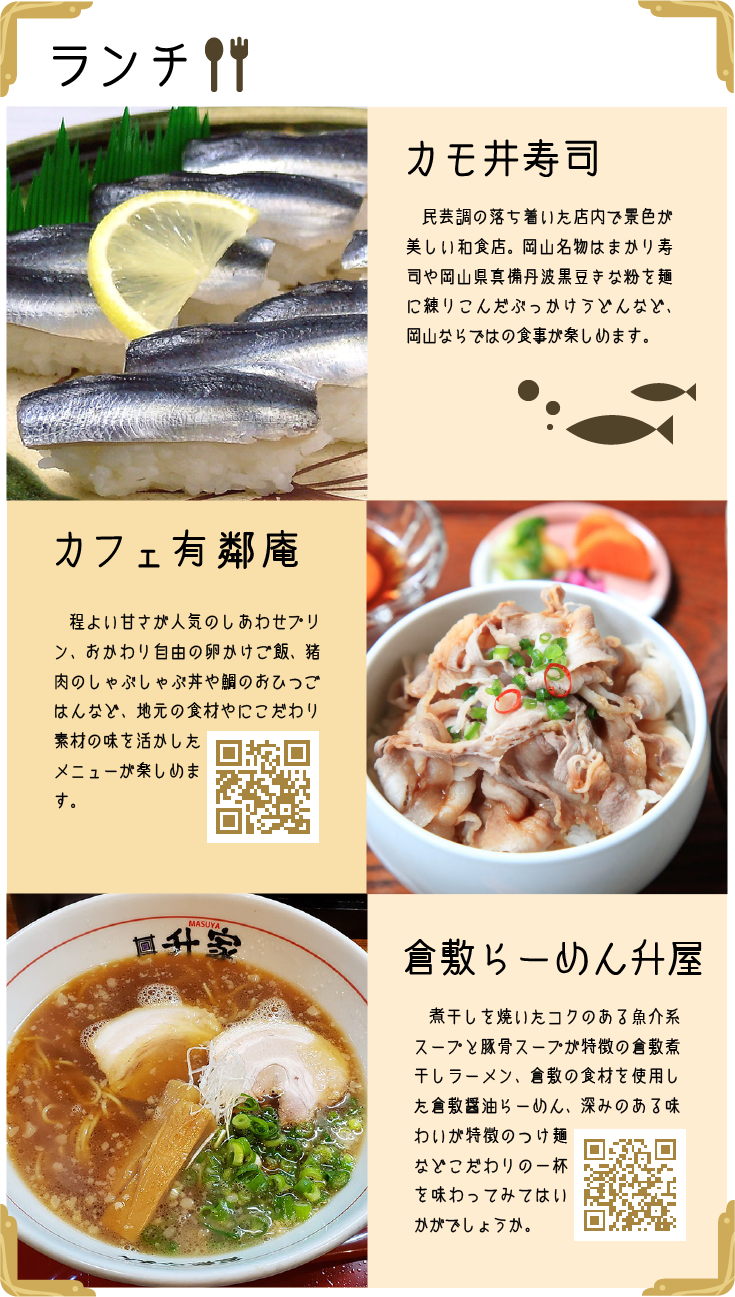 ランチ
カモ井寿司
民芸調の落ち着いた店内で景色が
美しい和食店。岡山名物はままかり寿
司や岡山県真備丹波黒豆きな粉を麺
に練りこんだぶっかけうどんなど、
岡山ならではの食事が楽しめます。
カフェ有鄰庵
程よい甘さが人気のしあわせプリ
ン、おかわり自由の卵かけご飯、猪
肉のしゃぶしゃぶ丼や鯛のおひつご
はんなど、地元の食材やにこだわり
素材の味を活かした
メニューが楽しめま
す。
MASUYA
升家
倉敷らーめん升屋
煮干しを焼いたコクのある魚介系
スープと豚骨スープが特徴の倉敷煮
干しラーメン、倉敷の食材を使用し
た倉敷醤油らーめん、深みのある味
わいが特徴のつけ麺
などこだわりの一杯
を味わってみてはい
かがでしょうか。